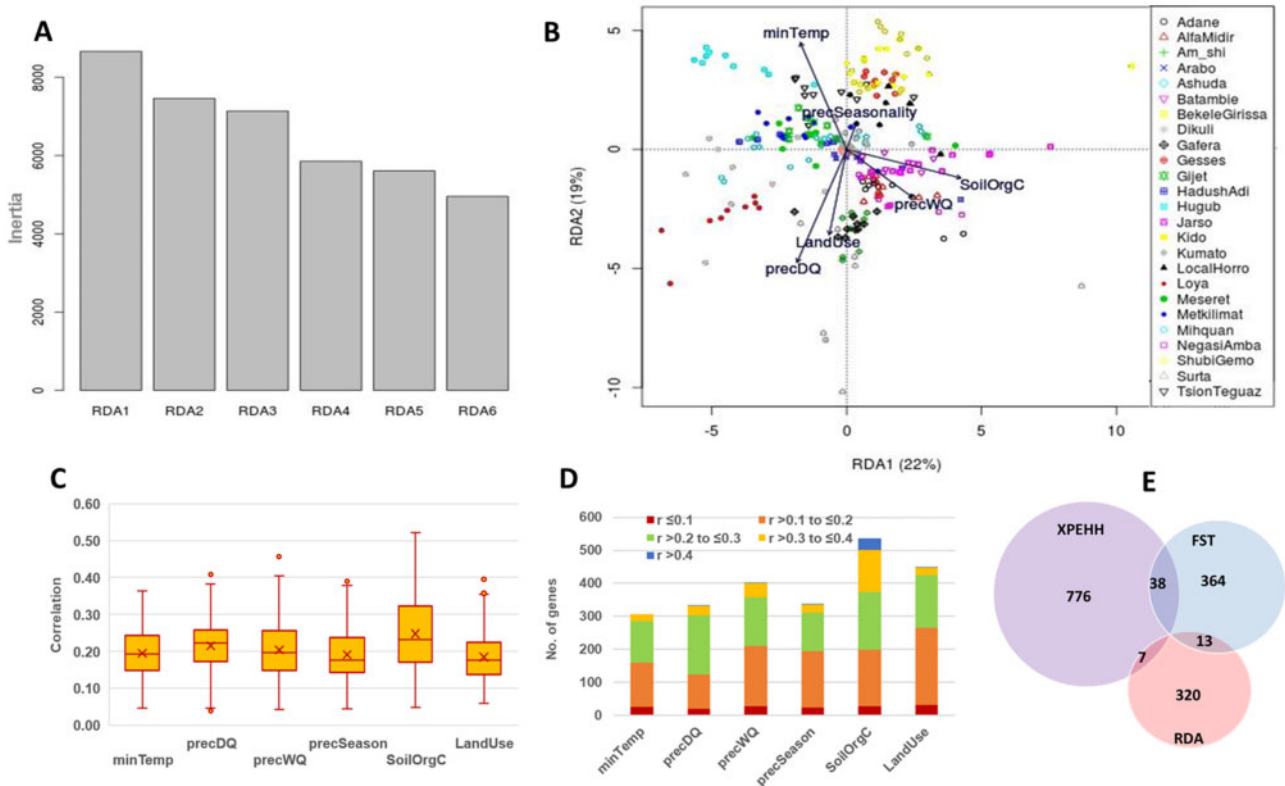 A
Inertia
0
2000
4000
6000
8000
RDA1
RDA2
RDA3
RDA4
RDA5
RDA6
B
RDA2 (19%)
5
0
-5
-10
-5
0
5
10
RDA1 (22%)
minTemp
precSeasonality
SoilOrgC
precWQ
LandUse
precDQ
Adane
AlfaMidir
Am_shi
Arabo
Ashuda
Batambie
BekeleGirissa
Dikuli
Gafera
Gesses
Gijet
HadushAdi
Hugub
Jarso
Kido
Kumato
LocalHorro
Loya
Meseret
Metkilimat
Mihquan
NegasiAmba
ShubiGemo
Surta
TsionTeguaz
C
Correlation
0.60
0.50
0.40
0.30
0.20
0.10
0.00
minTemp
precDQ
precWQ
precSeason
SoilOrgC
LandUse
D
No. of genes
600
500
400
300
200
100
0
r ≤0.1
r >0.1 to ≤0.2
r >0.2 to ≤0.3
r >0.3 to ≤0.4
r >0.4
minTemp
precDQ
precWQ
precSeason
SoilOrgC
LandUse
E
XPEHH
FST
776
38
364
13
7
320
RDA